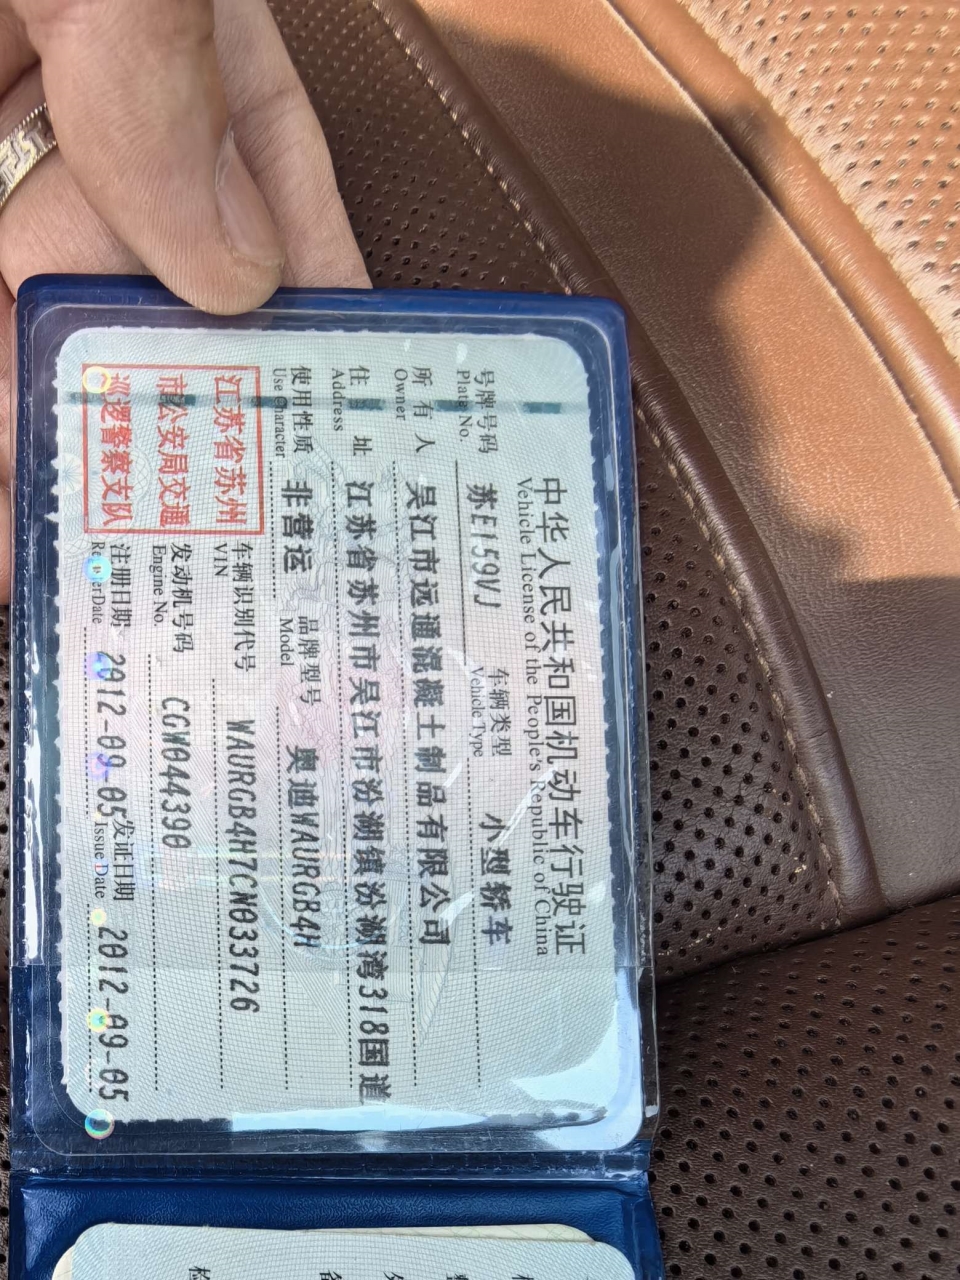 中华人民共和国机动车行驶证
Vehicle License of the People's Republic of China
号牌号码 苏E159VJ 车辆类型 小型轿车
Plate No. Vehicle Type
所有人 吴江市远通混凝土制品有限公司
Owner
住址 江苏省苏州市吴江市汾湖镇汾湖湾318国道
Address
使用性质 非营运 品牌型号 奥迪WAURGB4H
Use Character Model
江苏省苏州
市公安局交通
巡逻警察支队
车辆识别代号 WAURGB4H7CN033726
VIN
发动机号码 CGW044390
Engine No.
注册日期 2012-09-05 发证日期 2012-09-05
Date Issue Date